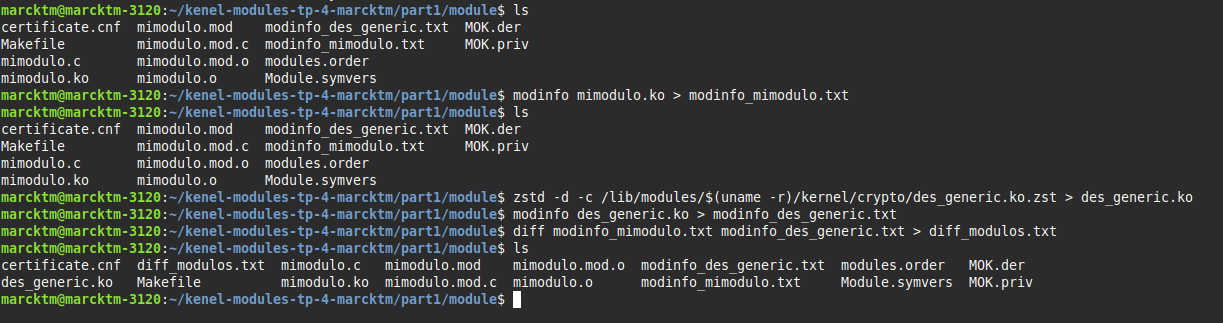 marcktm@marcktm-3120:~/kenel-modules-tp-4-marcktm/part1/module$ ls
certificate.cnf  mimodulo.mod    modinfo_des_generic.txt  MOK.der
Makefile         mimodulo.mod.c  modinfo_mimodulo.txt     MOK.priv
mimodulo.c       mimodulo.mod.o  modules.order
mimodulo.ko      mimodulo.o      Module.symvers
marcktm@marcktm-3120:~/kenel-modules-tp-4-marcktm/part1/module$ modinfo mimodulo.ko > modinfo_mimodulo.txt
marcktm@marcktm-3120:~/kenel-modules-tp-4-marcktm/part1/module$ ls
certificate.cnf  mimodulo.mod    modinfo_des_generic.txt  MOK.der
Makefile         mimodulo.mod.c  modinfo_mimodulo.txt     MOK.priv
mimodulo.c       mimodulo.mod.o  modules.order
mimodulo.ko      mimodulo.o      Module.symvers
marcktm@marcktm-3120:~/kenel-modules-tp-4-marcktm/part1/module$ zstd -d -c /lib/modules/$(uname -r)/kernel/crypto/des_generic.ko.zst > des_generic.ko
marcktm@marcktm-3120:~/kenel-modules-tp-4-marcktm/part1/module$ modinfo des_generic.ko > modinfo_des_generic.txt
marcktm@marcktm-3120:~/kenel-modules-tp-4-marcktm/part1/module$ diff modinfo_mimodulo.txt modinfo_des_generic.txt > diff_modulos.txt
marcktm@marcktm-3120:~/kenel-modules-tp-4-marcktm/part1/module$ ls
certificate.cnf  diff_modulos.txt  mimodulo.c   mimodulo.mod    mimodulo.mod.o  modinfo_des_generic.txt  modules.order   MOK.der
des_generic.ko   Makefile          mimodulo.ko  mimodulo.mod.c  mimodulo.o      modinfo_mimodulo.txt     Module.symvers  MOK.priv
marcktm@marcktm-3120:~/kenel-modules-tp-4-marcktm/part1/module$